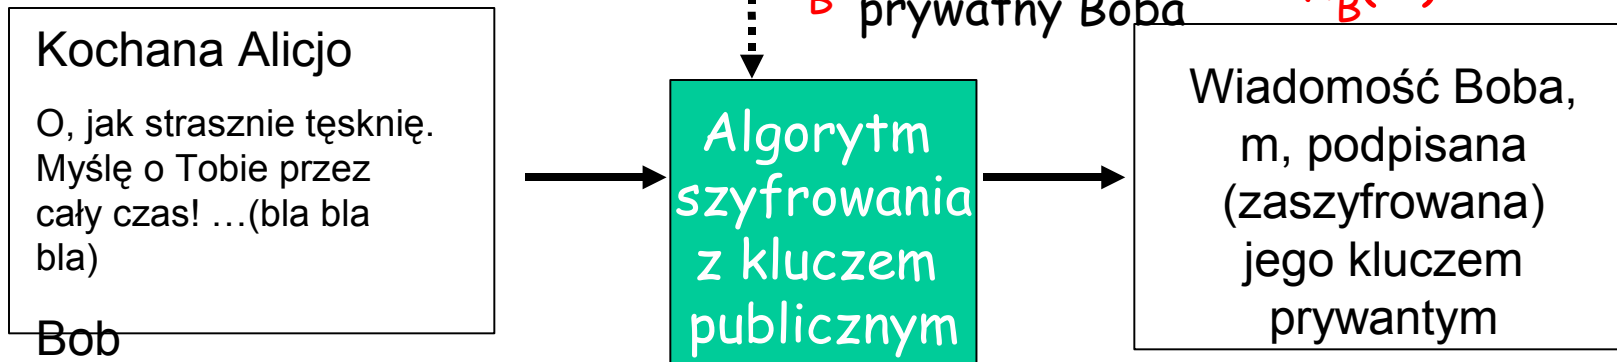 Kochana Alicjo
O, jak strasznie tęsknię.
Myślę o Tobie przez
cały czas! …(bla bla
bla)
Bob
B
prywatny Boba
Algorytm
szyfrowania
z kluczem
publicznym
B
Wiadomość Boba,
m, podpisana
(zaszyfrowana)
jego kluczem
prywantym